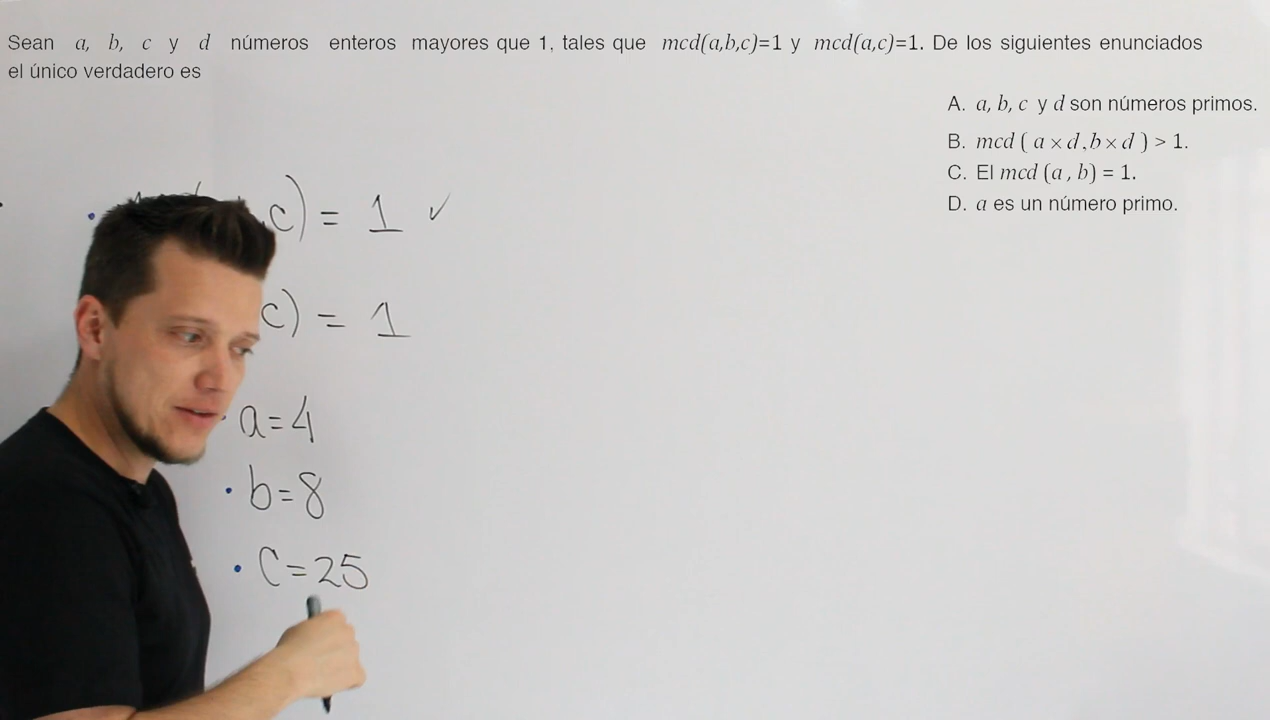 Sean a, b, c y d números enteros mayores que 1, tales que mcd(a,b,c)=1 y mcd(a,c)=1. De los siguientes enunciados
el único verdadero es
A. a, b, c y d son números primos.
B. mcd ( a × d ,b × d ) > 1.
C. El mcd (a , b) = 1.
D. a es un número primo.
c) = 1 ✓
c) = 1
· a=4
· b=8
· C=25